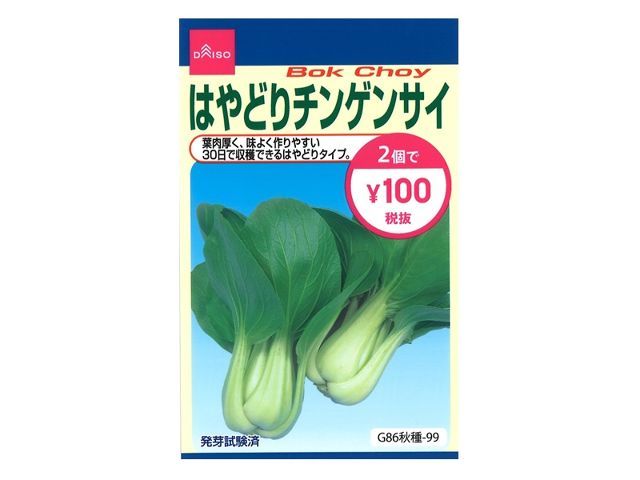 DAISO
Bok Choy
はやどりチンゲンサイ
葉肉厚く、味よく作りやすい
30日で収穫できるはやどりタイプ。
2個で
¥100
税抜
発芽試験済
G86秋種-99